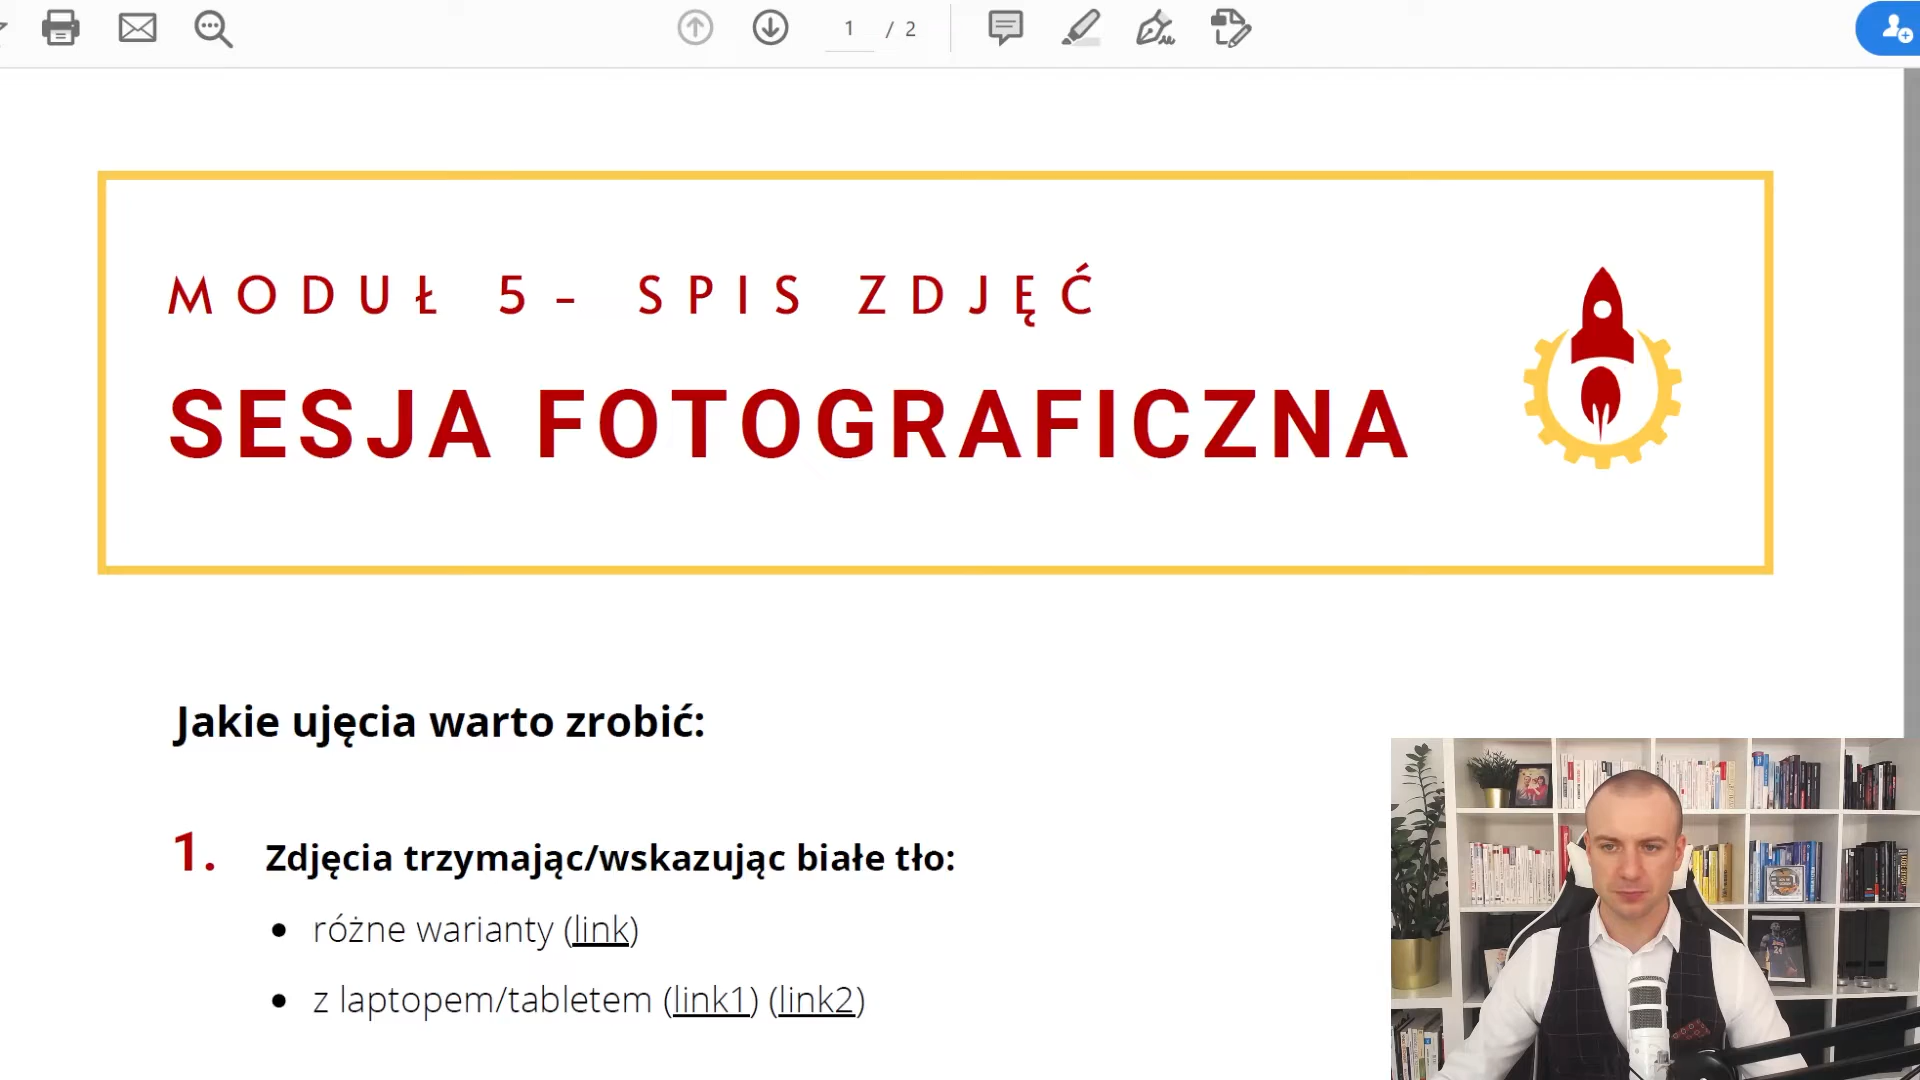 1 / 2
MODUŁ 5- SPIS ZDJĘĆ
SESJA FOTOGRAFICZNA
Jakie ujęcia warto zrobić:
1. Zdjęcia trzymając/wskazując białe tło:
• różne warianty (link)
• z laptopem/tabletem (link1) (link2)
24